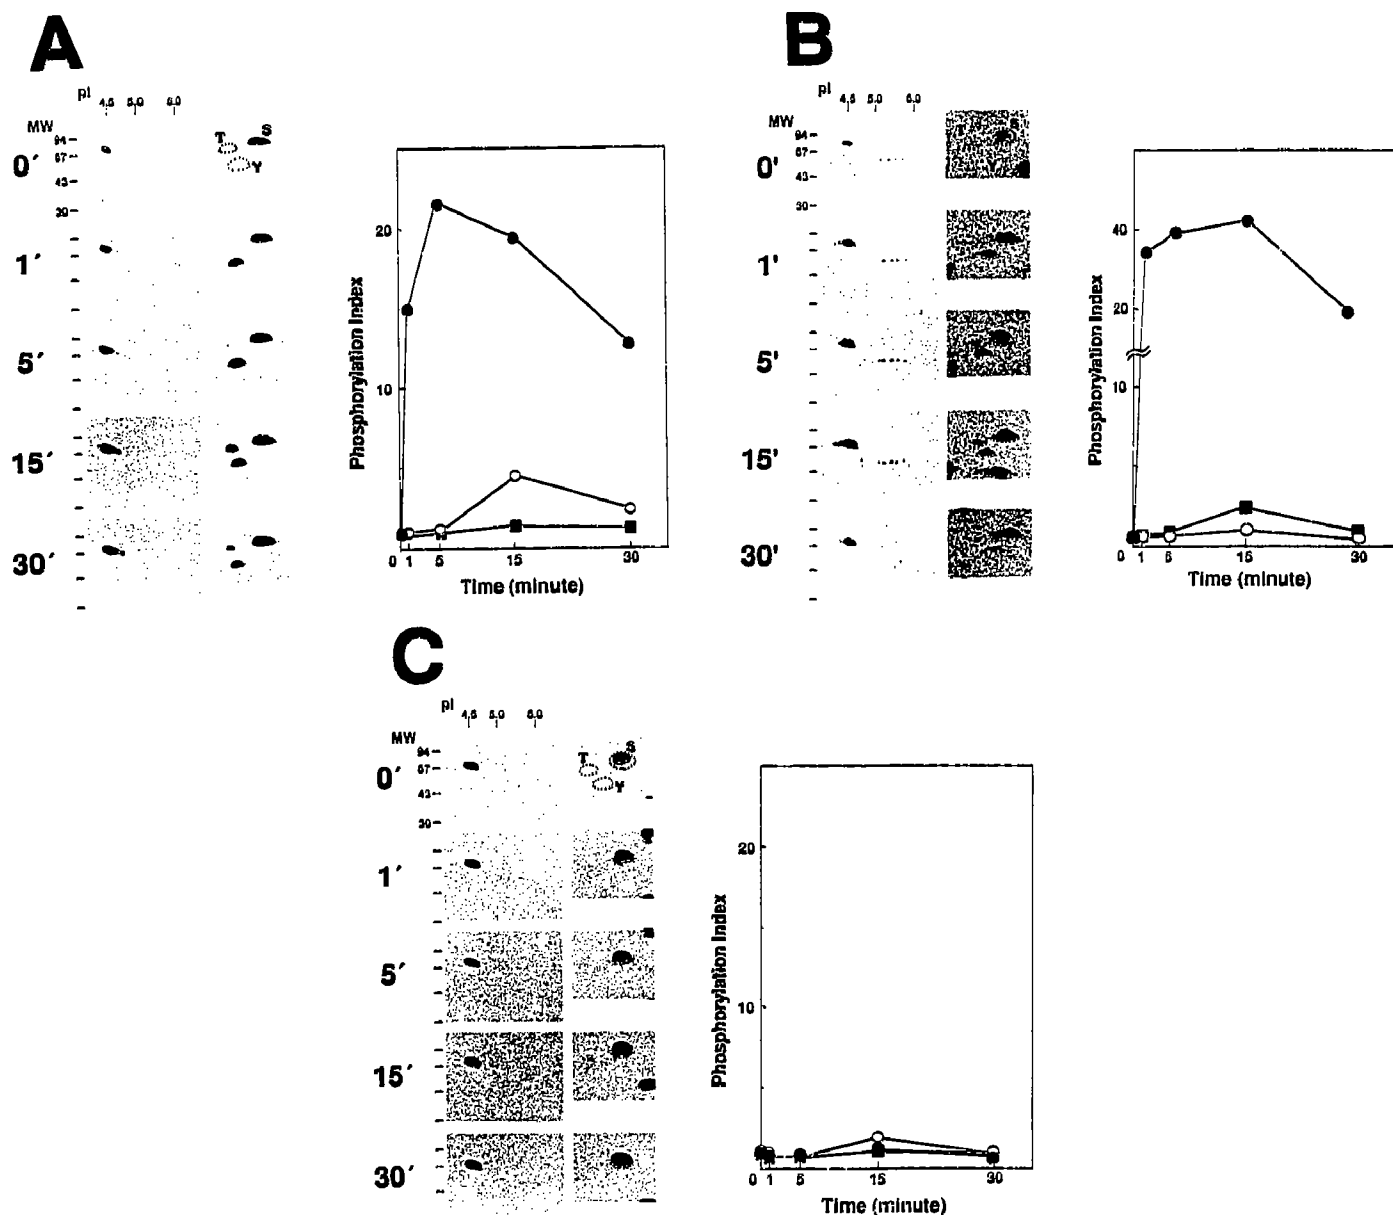 A
pI
4.5 5.0 6.0
MW
94
67
43
30
T
S
Y
0′
1′
5′
15′
30′
Phosphorylation Index
20
10
0 1 5 15 30
Time (minute)
B
pI
4.5 5.0 6.0
MW
94
67
43
30
T
S
Y
0'
1'
5'
15'
30'
Phosphorylation Index
40
20
10
0 1 5 15 30
Time (minute)
C
pI
4.5 5.0 6.0
MW
94
67
43
30
T
S
Y
0′
1′
5′
15′
30′
Phosphorylation Index
20
10
0 1 5 15 30
Time (minute)